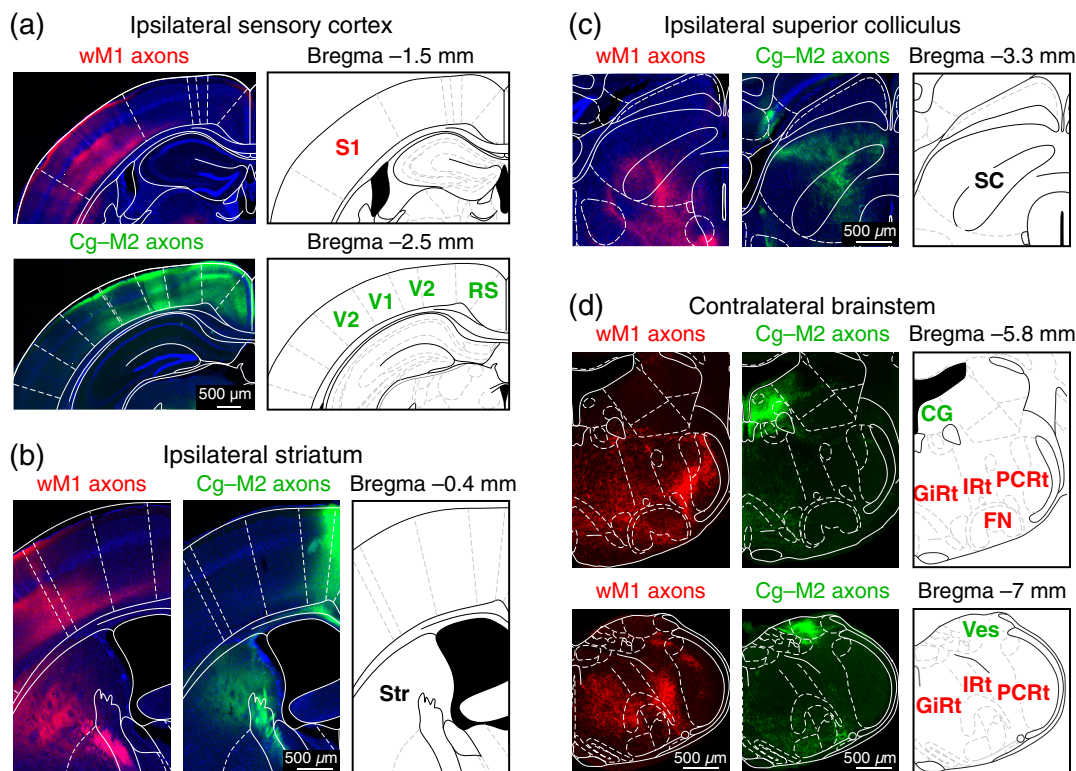 (a) Ipsilateral sensory cortex
wM1 axons
Bregma –1.5 mm
S1
Cg–M2 axons
Bregma –2.5 mm
V2 V1 V2 RS
500 µm
(b) Ipsilateral striatum
wM1 axons
Cg–M2 axons
Bregma –0.4 mm
Str
500 µm
(c) Ipsilateral superior colliculus
wM1 axons
Cg–M2 axons
Bregma –3.3 mm
SC
500 µm
(d) Contralateral brainstem
wM1 axons
Cg–M2 axons
Bregma –5.8 mm
CG
GiRt IRt PCRt
FN
wM1 axons
Cg–M2 axons
Bregma –7 mm
Ves
GiRt IRt PCRt
500 µm
500 µm